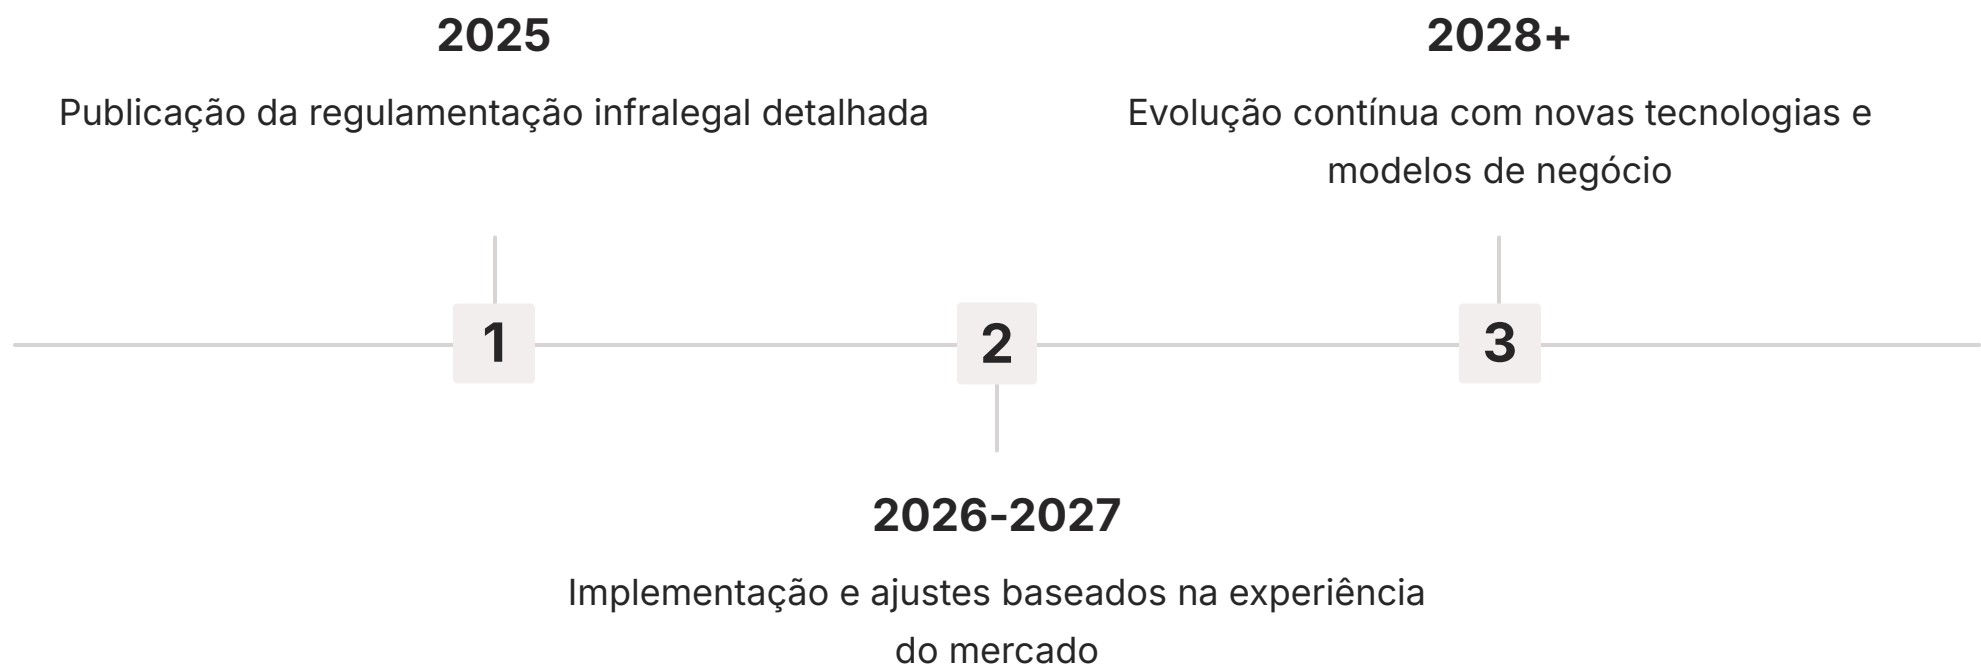 2025
Publicação da regulamentação infralegal detalhada
2028+
Evolução contínua com novas tecnologias e
modelos de negócio
1
2
3
2026-2027
Implementação e ajustes baseados na experiência
do mercado